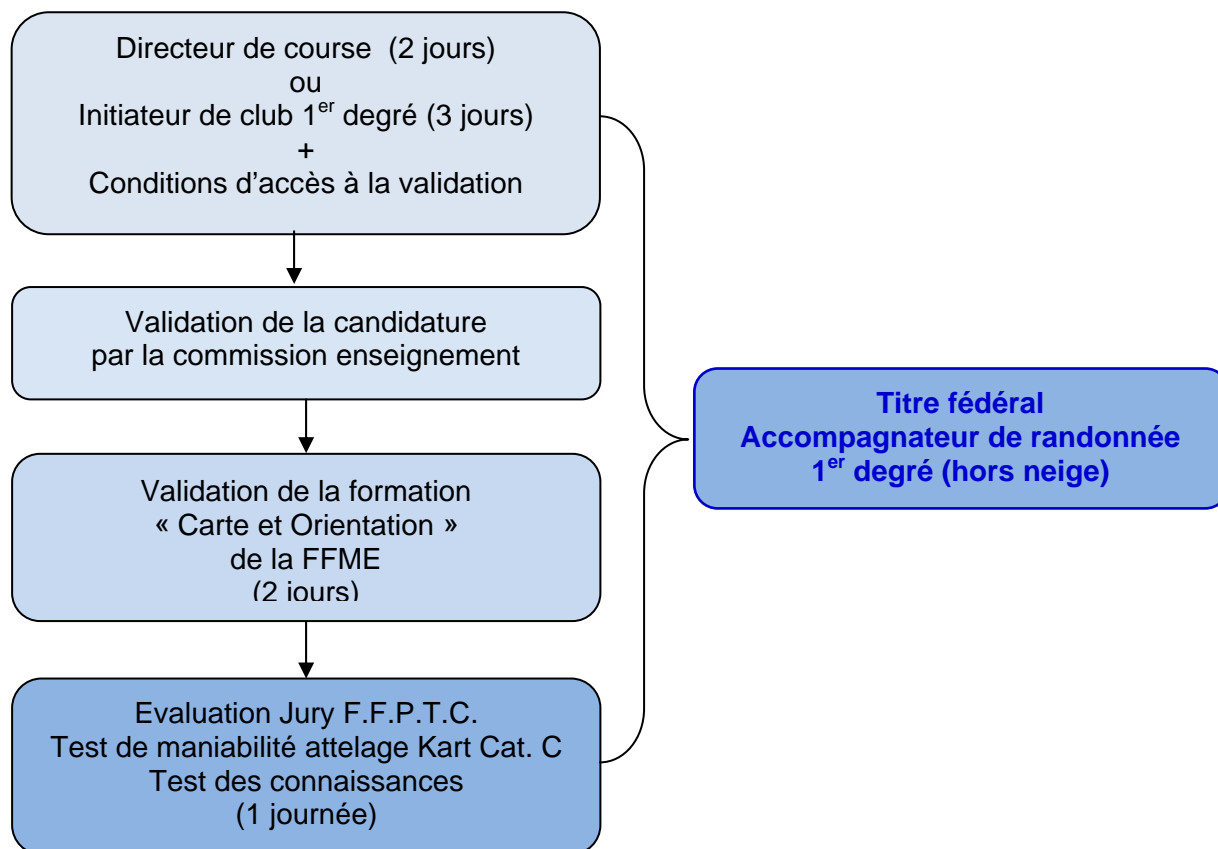 Directeur de course (2 jours)
ou
Initiateur de club 1er degré (3 jours)
+
Conditions d'accès à la validation
Validation de la candidature
par la commission enseignement
Validation de la formation
« Carte et Orientation »
de la FFME
(2 jours)
Evaluation Jury F.F.P.T.C.
Test de maniabilité attelage Kart Cat. C
Test des connaissances
(1 journée)
Titre fédéral
Accompagnateur de randonnée
1er degré (hors neige)